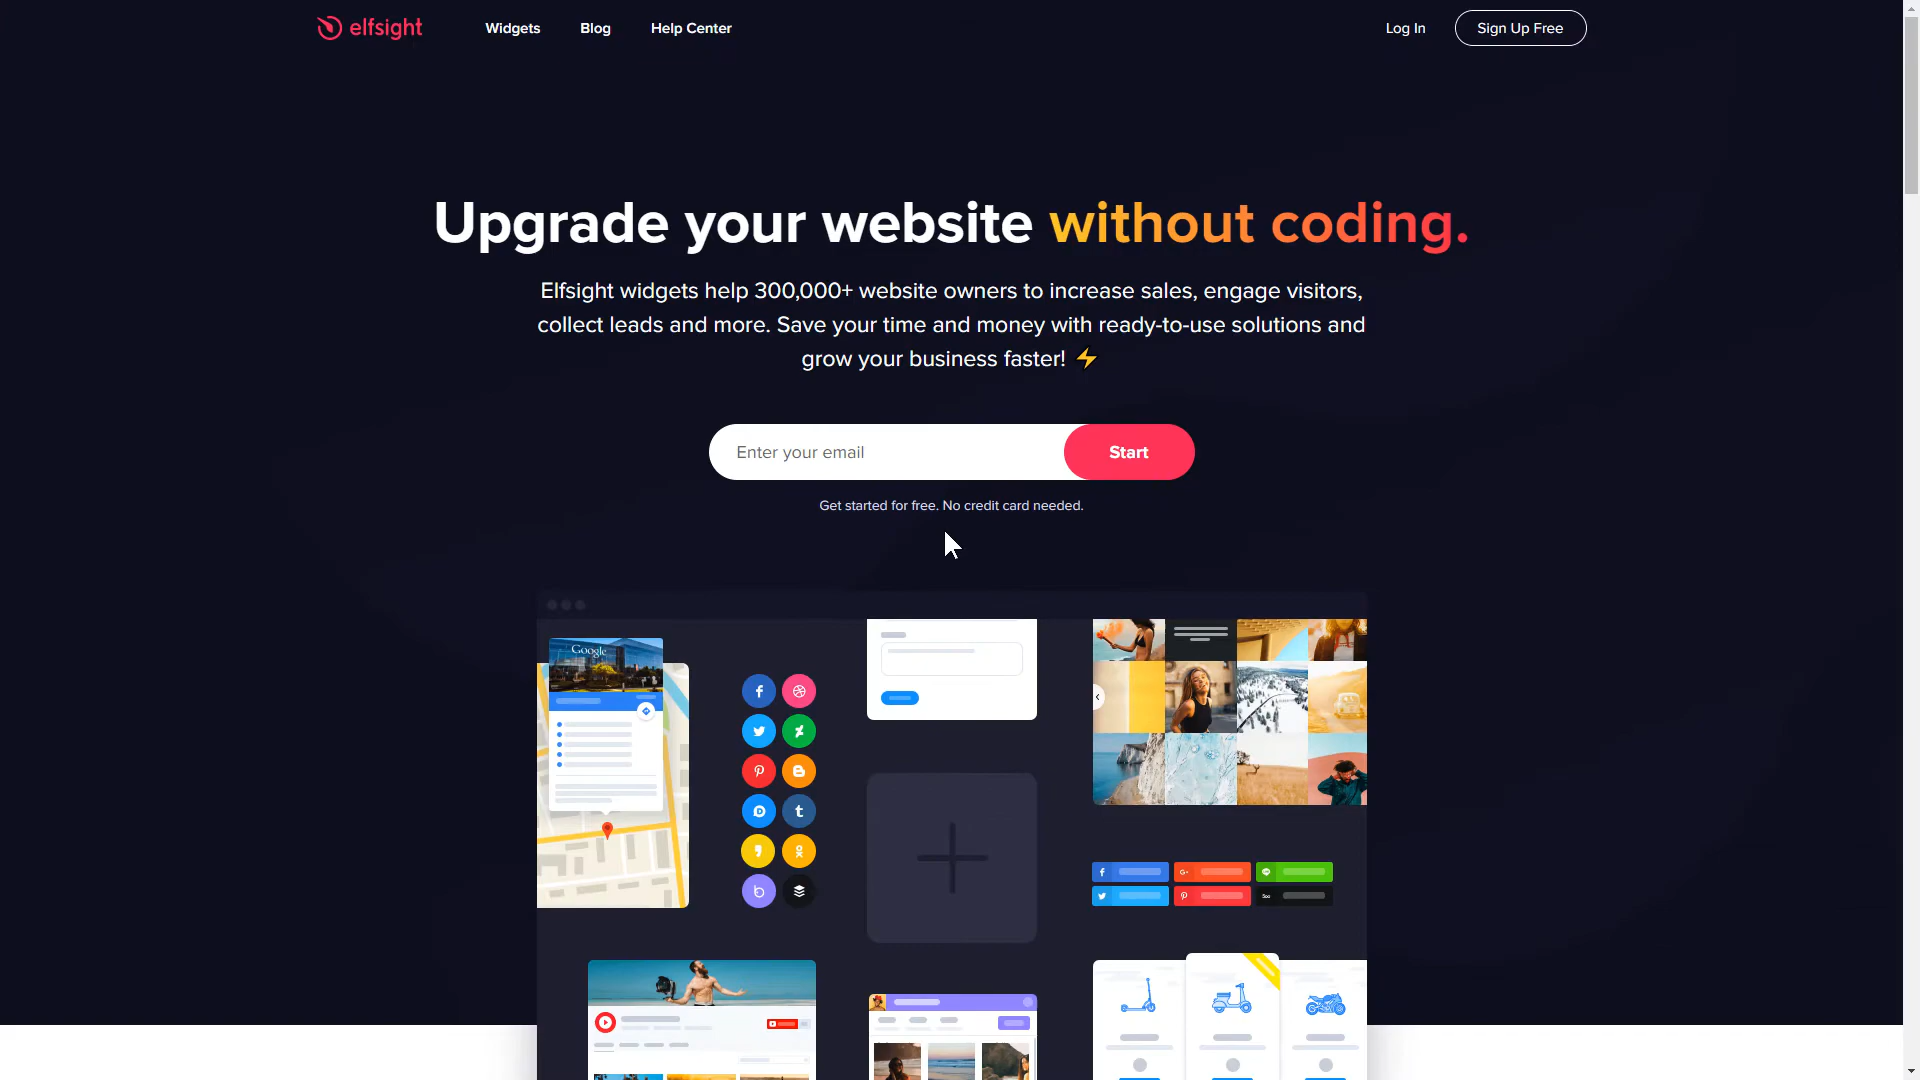 elfsight
Widgets
Blog
Help Center
Log In
Sign Up Free
Upgrade your website without coding.
Elfsight widgets help 300,000+ website owners to increase sales, engage visitors,
collect leads and more. Save your time and money with ready-to-use solutions and
grow your business faster! ⚡
Enter your email
Start
Get started for free. No credit card needed.
Google